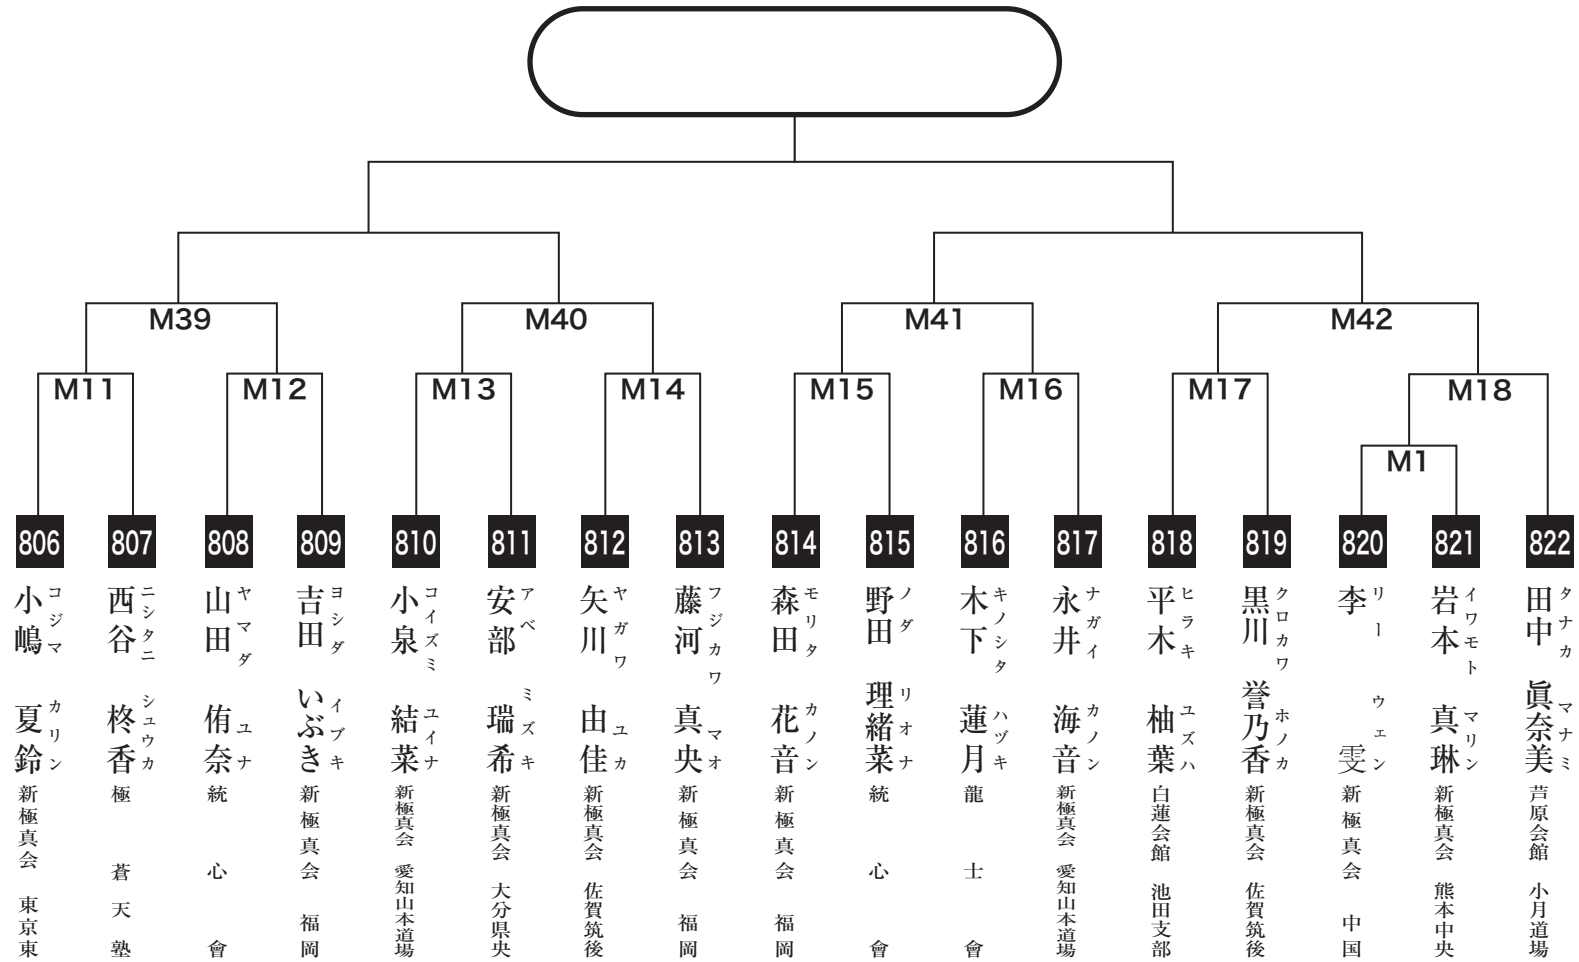 M39
M40
M41
M42
M11
M12
M13
M14
M15
M16
M17
M18
M1
806
807
808
809
810
811
812
813
814
815
816
817
818
819
820
821
822
小嶋 夏鈴
コジマ カリン
新極真会 東京東
西谷 柊香
ニシタニ シュウカ
極蒼天塾
山田 侑奈
ヤマダ ユナ
統心會
吉田 いぶき
ヨシダ イブキ
新極真会 福岡
小泉 結菜
コイズミ ユイナ
新極真会 愛知山本道場
安部 瑞希
アベ ミズキ
新極真会 大分県央
矢川 由佳
ヤガワ ユカ
新極真会 佐賀筑後
藤河 真央
フジカワ マオ
新極真会 福岡
森田 花音
モリタ カノン
新極真会 福岡
野田 理緒菜
ノダ リオナ
統心會
木下 蓮月
キノシタ ハヅキ
龍士會
永井 海音
ナガイ カノン
新極真会 愛知山本道場
平木 柚葉
ヒラキ ユズハ
白蓮会館 池田支部
黒川 誉乃香
クロカワ ホノカ
新極真会 佐賀筑後
李 雯
リー ウェン
新極真会 中国
岩本 真琳
イワモト マリン
新極真会 熊本中央
田中 眞奈美
タナカ マナミ
芦原会館 小月道場